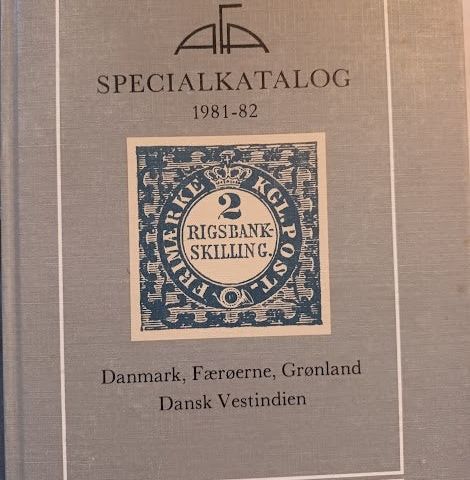 AFA
SPECIALKATALOG
1981-82
FRIMÆRKE KGL. POST.
2
RIGSBANK-
SKILLING.
Danmark, Færøerne, Grønland
Dansk Vestindien